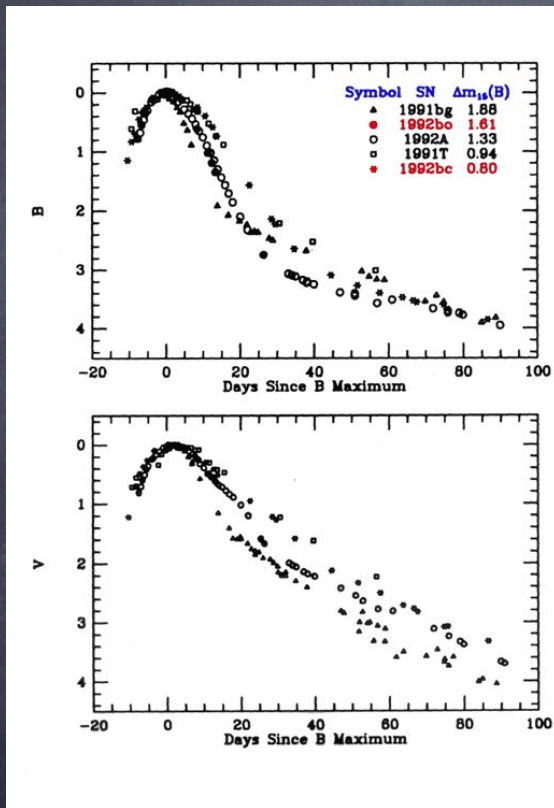 Symbol SN Δm₁₅(B)
▲ 1991bg 1.88
● 1992bo 1.61
○ 1992A 1.33
□ 1991T 0.94
✶ 1992bc 0.80
B
0
1
2
3
4
-20 0 20 40 60 80 100
Days Since B Maximum
V
0
1
2
3
4
-20 0 20 40 60 80 100
Days Since B Maximum